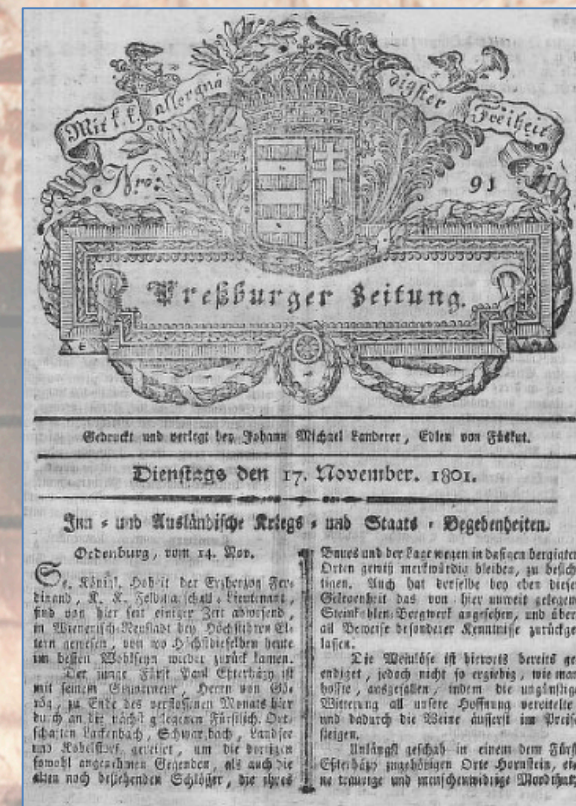 Mit k. k. allergnä digster Freiheit
Nro: 91
Preßburger Zeitung.
Gedruckt und verlegt bey Johann Michael Landerer, Edlen von Füskut.
Dienstags den 17. November. 1801.
Inn- und Ausländische Kriegs- und Staats-Begebenheiten.
Oedenburg, vom 14. Nov.
Se. Königl. Hoheit der Erzherzog Fer-
dinand, K. K. Feldmarschall-Lieutenant,
sind von hier seit einiger Zeit abwesend,
in Wienerisch-Neustadt bey Höchstihren El-
tern gewesen, von wo Höchstdieselben heute
im besten Wohlseyn wieder zurück kamen.
Der junge Fürst Paul Esterházy ist
mit seinem Gouverneur, Herrn von
zu Ende des verflossenen Monats hier
durch an die nächst gelegenen Fürstlich. Ort-
schaften Lackenbach, Schwarzbach, Landsee
und Kobelsdorf, gereiset, um die dortigen
sowohl angenehmen Gegenden, als auch die
alten noch bestehenden Schlösser, die ihres
Baues und der Lage wegen in dasigen bergigten
Orten gewiß merkwürdig bleiben, zu besich-
tigen. Auch hat derselbe bey eben dieser
Gelegenheit das von hier unweit gelegene
Steinkohlen-Bergwerk angesehen, und über-
all Beweise besonderer Kenntnise zurückge-
lassen.
Die Weinlöse ist hierorts bereits ge-
endiget, jedoch nicht so ergiebig, wie man
hofte, ausgefallen, indem die ungünstige
Witterung all unsere Hoffnung vereitelte
und dadurch die Weine äusserst im Preise
steigen.
Unlängst geschah in einem dem Fürst
Esterházy zugehörigen Orte Hornstein, ei-
ne traurige und menschenwidrige Mordthat.